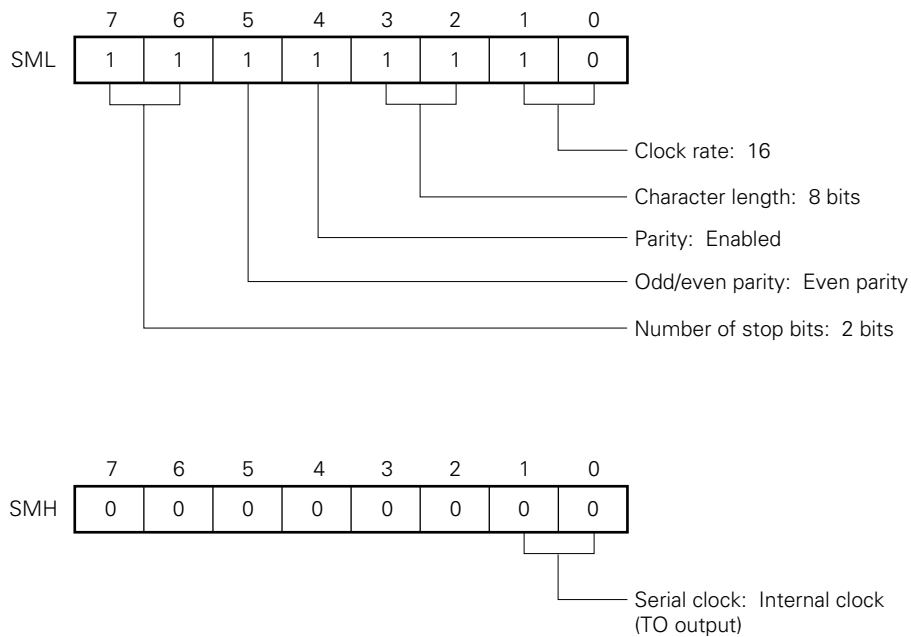 7 6 5 4 3 2 1 0
SML 1 1 1 1 1 1 1 0
Clock rate: 16
Character length: 8 bits
Parity: Enabled
Odd/even parity: Even parity
Number of stop bits: 2 bits
7 6 5 4 3 2 1 0
SMH 0 0 0 0 0 0 0 0
Serial clock: Internal clock
(TO output)